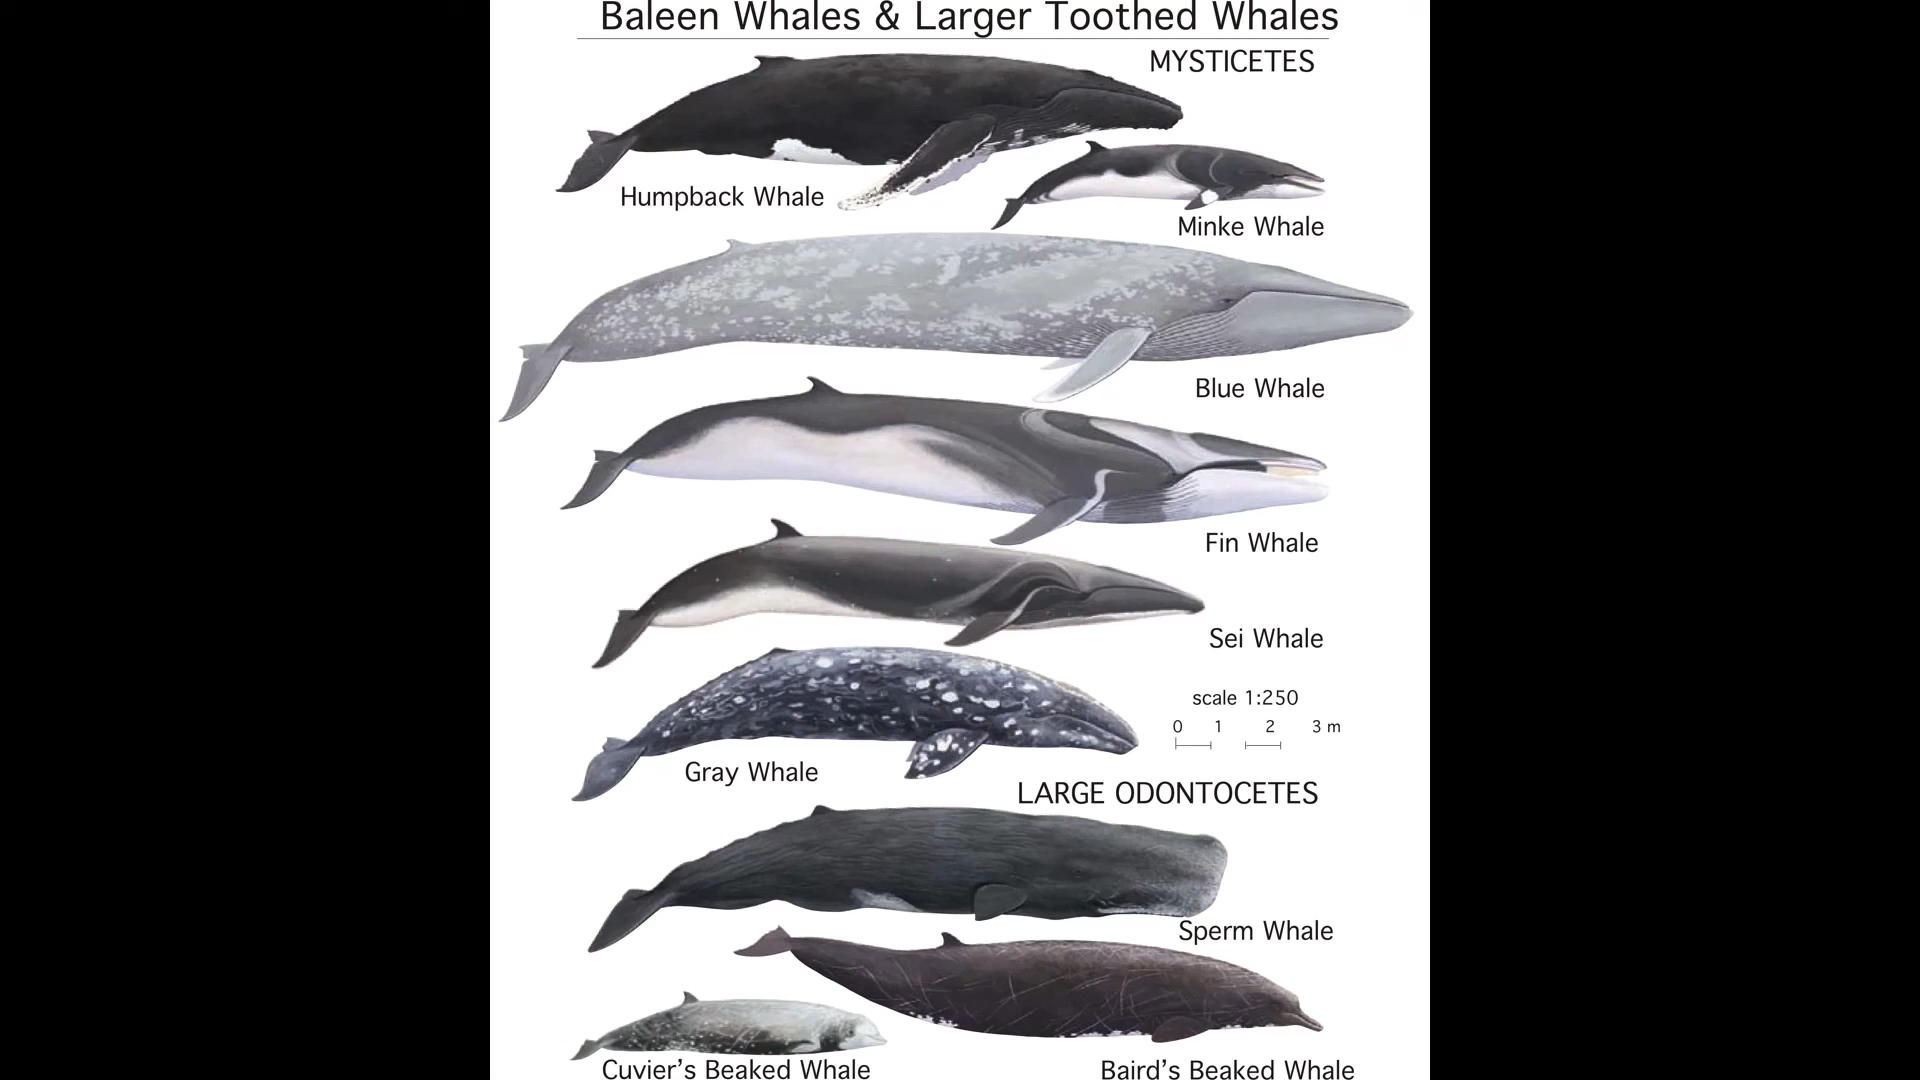 Baleen Whales & Larger Toothed Whales
MYSTICETES
Humpback Whale
Minke Whale
Blue Whale
Fin Whale
Sei Whale
scale 1:250
0 1 2 3 m
Gray Whale
LARGE ODONTOCETES
Sperm Whale
Cuvier’s Beaked Whale
Baird’s Beaked Whale